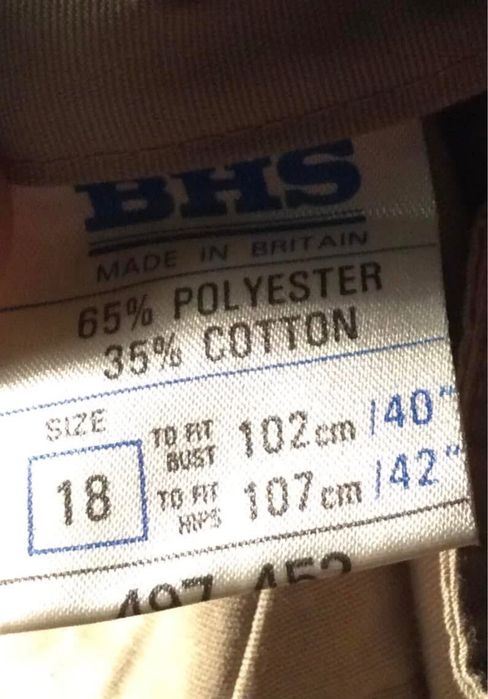 BHS
MADE IN BRITAIN
65% POLYESTER
35% COTTON
SIZE
18
TO FIT BUST 102cm /40"
TO FIT HIPS 107cm /42"